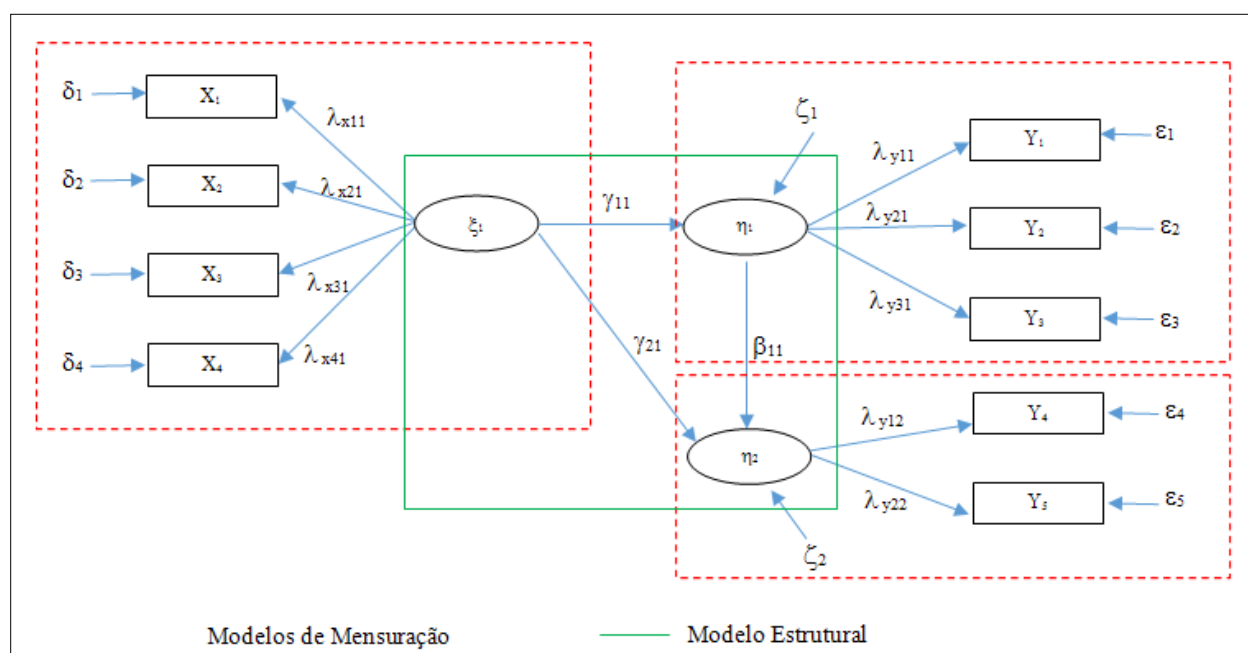 δ₁
X₁
λx11
δ₂
X₂
λx21
δ₃
X₃
λx31
δ₄
X₄
λx41
ξ₁
γ11
γ21
ζ₁
η₁
β11
η₂
ζ₂
λy11
Y₁
ε₁
λy21
Y₂
ε₂
λy31
Y₃
ε₃
λy12
Y₄
ε₄
λy22
Y₅
ε₅
Modelos de Mensuração
Modelo Estrutural